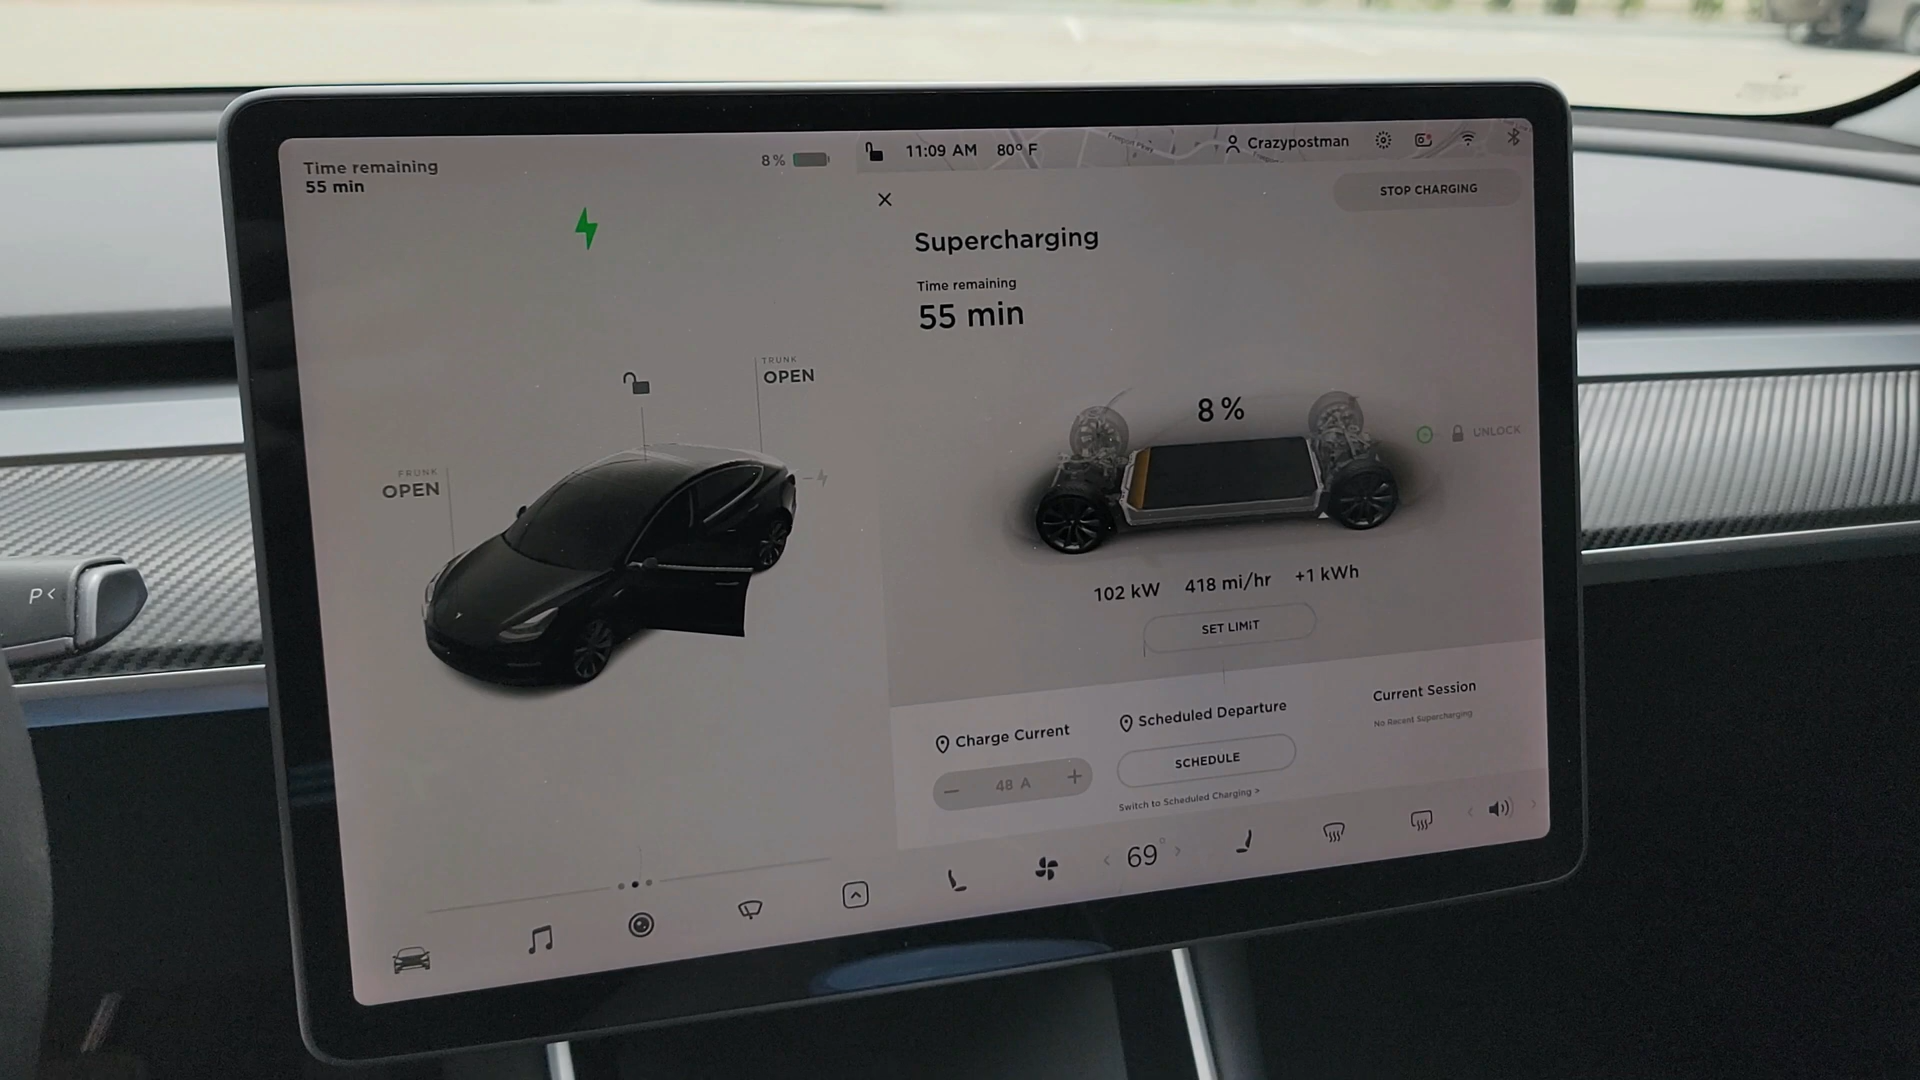 Time remaining
55 min
8%
11:09 AM 80° F
Crazypostman
STOP CHARGING
Supercharging
Time remaining
55 min
TRUNK
OPEN
FRUNK
OPEN
8%
UNLOCK
P<
102 kW 418 mi/hr +1 kWh
SET LIMIT
Charge Current
Scheduled Departure
Current Session
No Recent Supercharging
48 A
SCHEDULE
Switch to Scheduled Charging >
69°